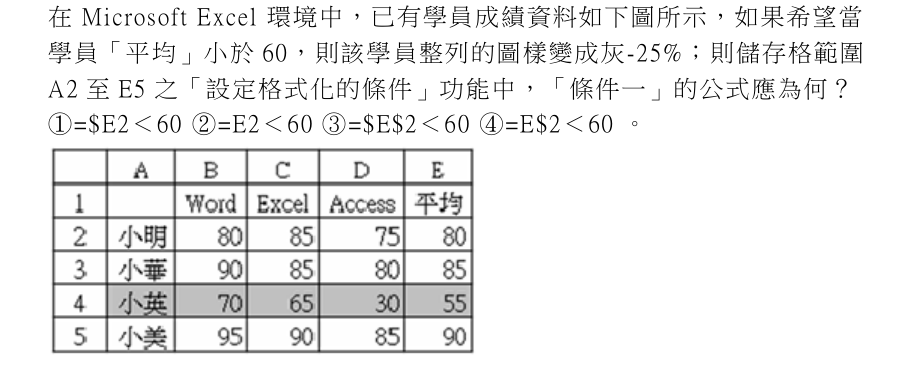 在 Microsoft Excel 環境中，已有學員成績資料如下圖所示，如果希望當
學員「平均」小於 60，則該學員整列的圖樣變成灰-25%；則儲存格範圍
A2 至 E5 之「設定格式化的條件」功能中，「條件一」的公式應為何？
①=$E2＜60 ②=E2＜60 ③=$E$2＜60 ④=E$2＜60 。
A B C D E
1 Word Excel Access 平均
2 小明 80 85 75 80
3 小華 90 85 80 85
4 小英 70 65 30 55
5 小美 95 90 85 90